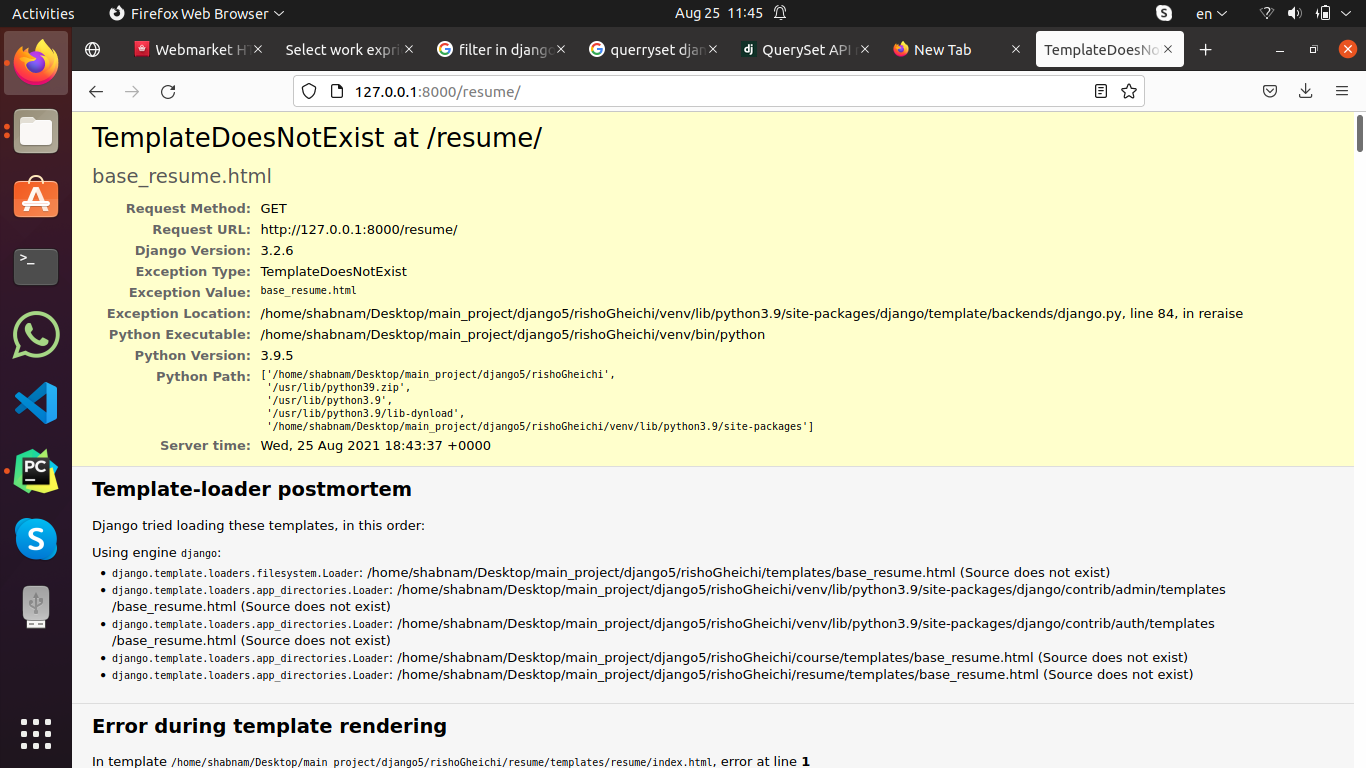 Activities
Firefox Web Browser
Aug 25 11:45
en
Webmarket HT
Select work expri
filter in djang
querryset djan
QuerySet API
New Tab
TemplateDoesNo
127.0.0.1:8000/resume/
TemplateDoesNotExist at /resume/
base_resume.html
Request Method: GET
Request URL: http://127.0.0.1:8000/resume/
Django Version: 3.2.6
Exception Type: TemplateDoesNotExist
Exception Value: base_resume.html
Exception Location: /home/shabnam/Desktop/main_project/django5/rishoGheichi/venv/lib/python3.9/site-packages/django/template/backends/django.py, line 84, in reraise
Python Executable: /home/shabnam/Desktop/main_project/django5/rishoGheichi/venv/bin/python
Python Version: 3.9.5
Python Path: ['/home/shabnam/Desktop/main_project/django5/rishoGheichi',
'/usr/lib/python39.zip',
'/usr/lib/python3.9',
'/usr/lib/python3.9/lib-dynload',
'/home/shabnam/Desktop/main_project/django5/rishoGheichi/venv/lib/python3.9/site-packages']
Server time: Wed, 25 Aug 2021 18:43:37 +0000
Template-loader postmortem
Django tried loading these templates, in this order:
Using engine django:
• django.template.loaders.filesystem.Loader: /home/shabnam/Desktop/main_project/django5/rishoGheichi/templates/base_resume.html (Source does not exist)
• django.template.loaders.app_directories.Loader: /home/shabnam/Desktop/main_project/django5/rishoGheichi/venv/lib/python3.9/site-packages/django/contrib/admin/templates
/base_resume.html (Source does not exist)
• django.template.loaders.app_directories.Loader: /home/shabnam/Desktop/main_project/django5/rishoGheichi/venv/lib/python3.9/site-packages/django/contrib/auth/templates
/base_resume.html (Source does not exist)
• django.template.loaders.app_directories.Loader: /home/shabnam/Desktop/main_project/django5/rishoGheichi/course/templates/base_resume.html (Source does not exist)
• django.template.loaders.app_directories.Loader: /home/shabnam/Desktop/main_project/django5/rishoGheichi/resume/templates/base_resume.html (Source does not exist)
Error during template rendering
In template /home/shabnam/Desktop/main_project/django5/rishoGheichi/resume/templates/resume/index.html, error at line 1